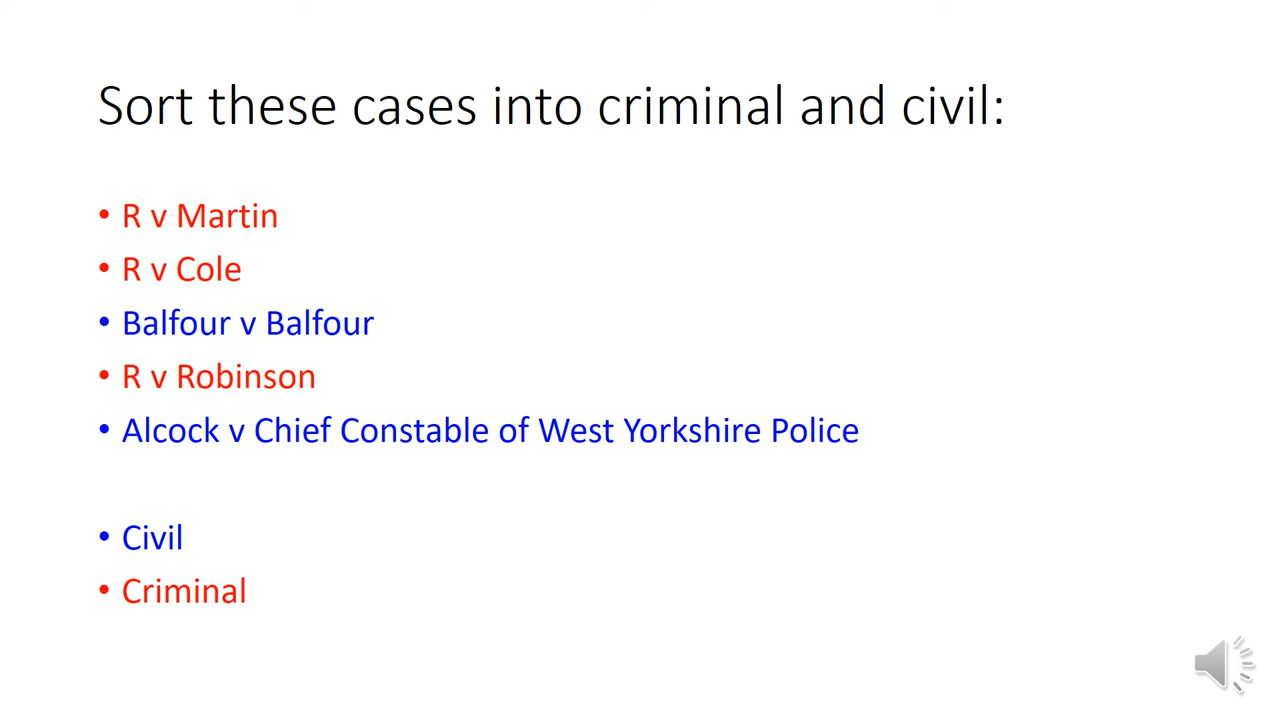 Sort these cases into criminal and civil:
• R v Martin
• R v Cole
• Balfour v Balfour
• R v Robinson
• Alcock v Chief Constable of West Yorkshire Police
• Civil
• Criminal